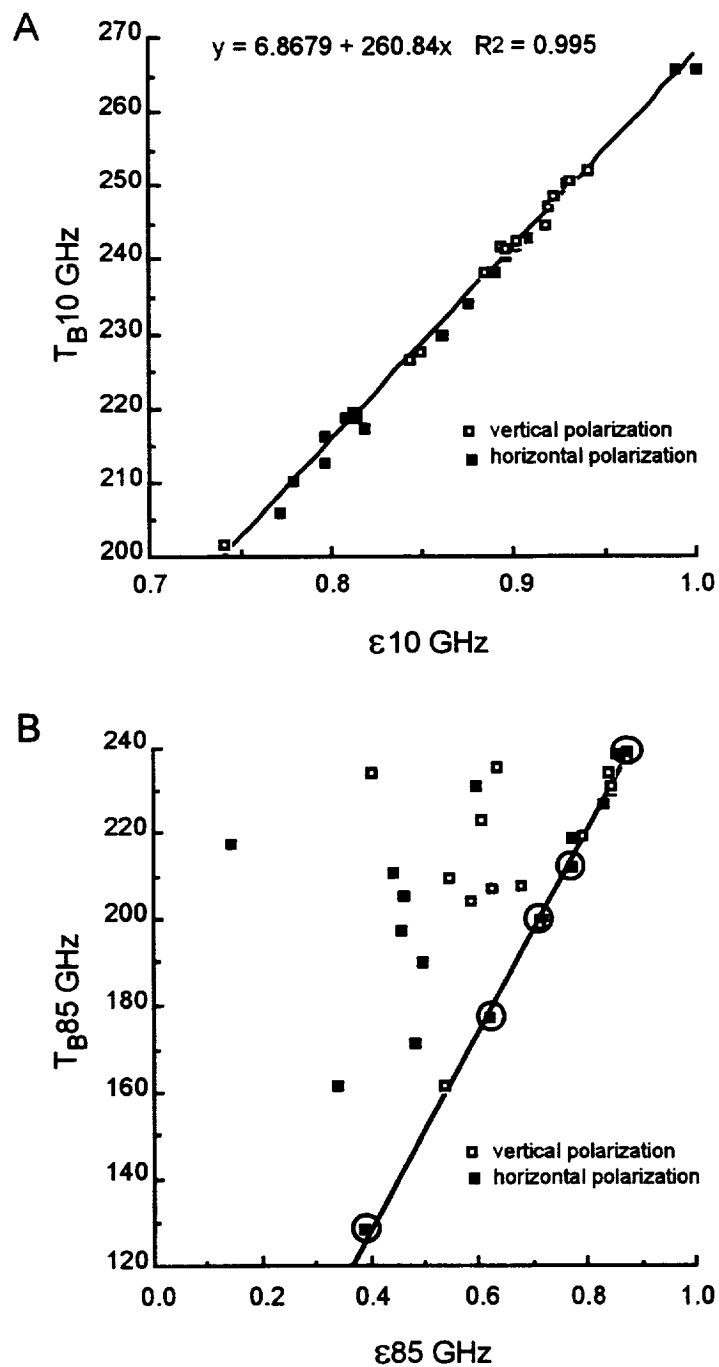 A
y = 6.8679 + 260.84x R2 = 0.995
270
260
250
240
230
220
210
200
TB10 GHz
vertical polarization
horizontal polarization
0.7 0.8 0.9 1.0
ε10 GHz
B
240
220
200
180
160
140
120
TB85 GHz
vertical polarization
horizontal polarization
0.0 0.2 0.4 0.6 0.8 1.0
ε85 GHz